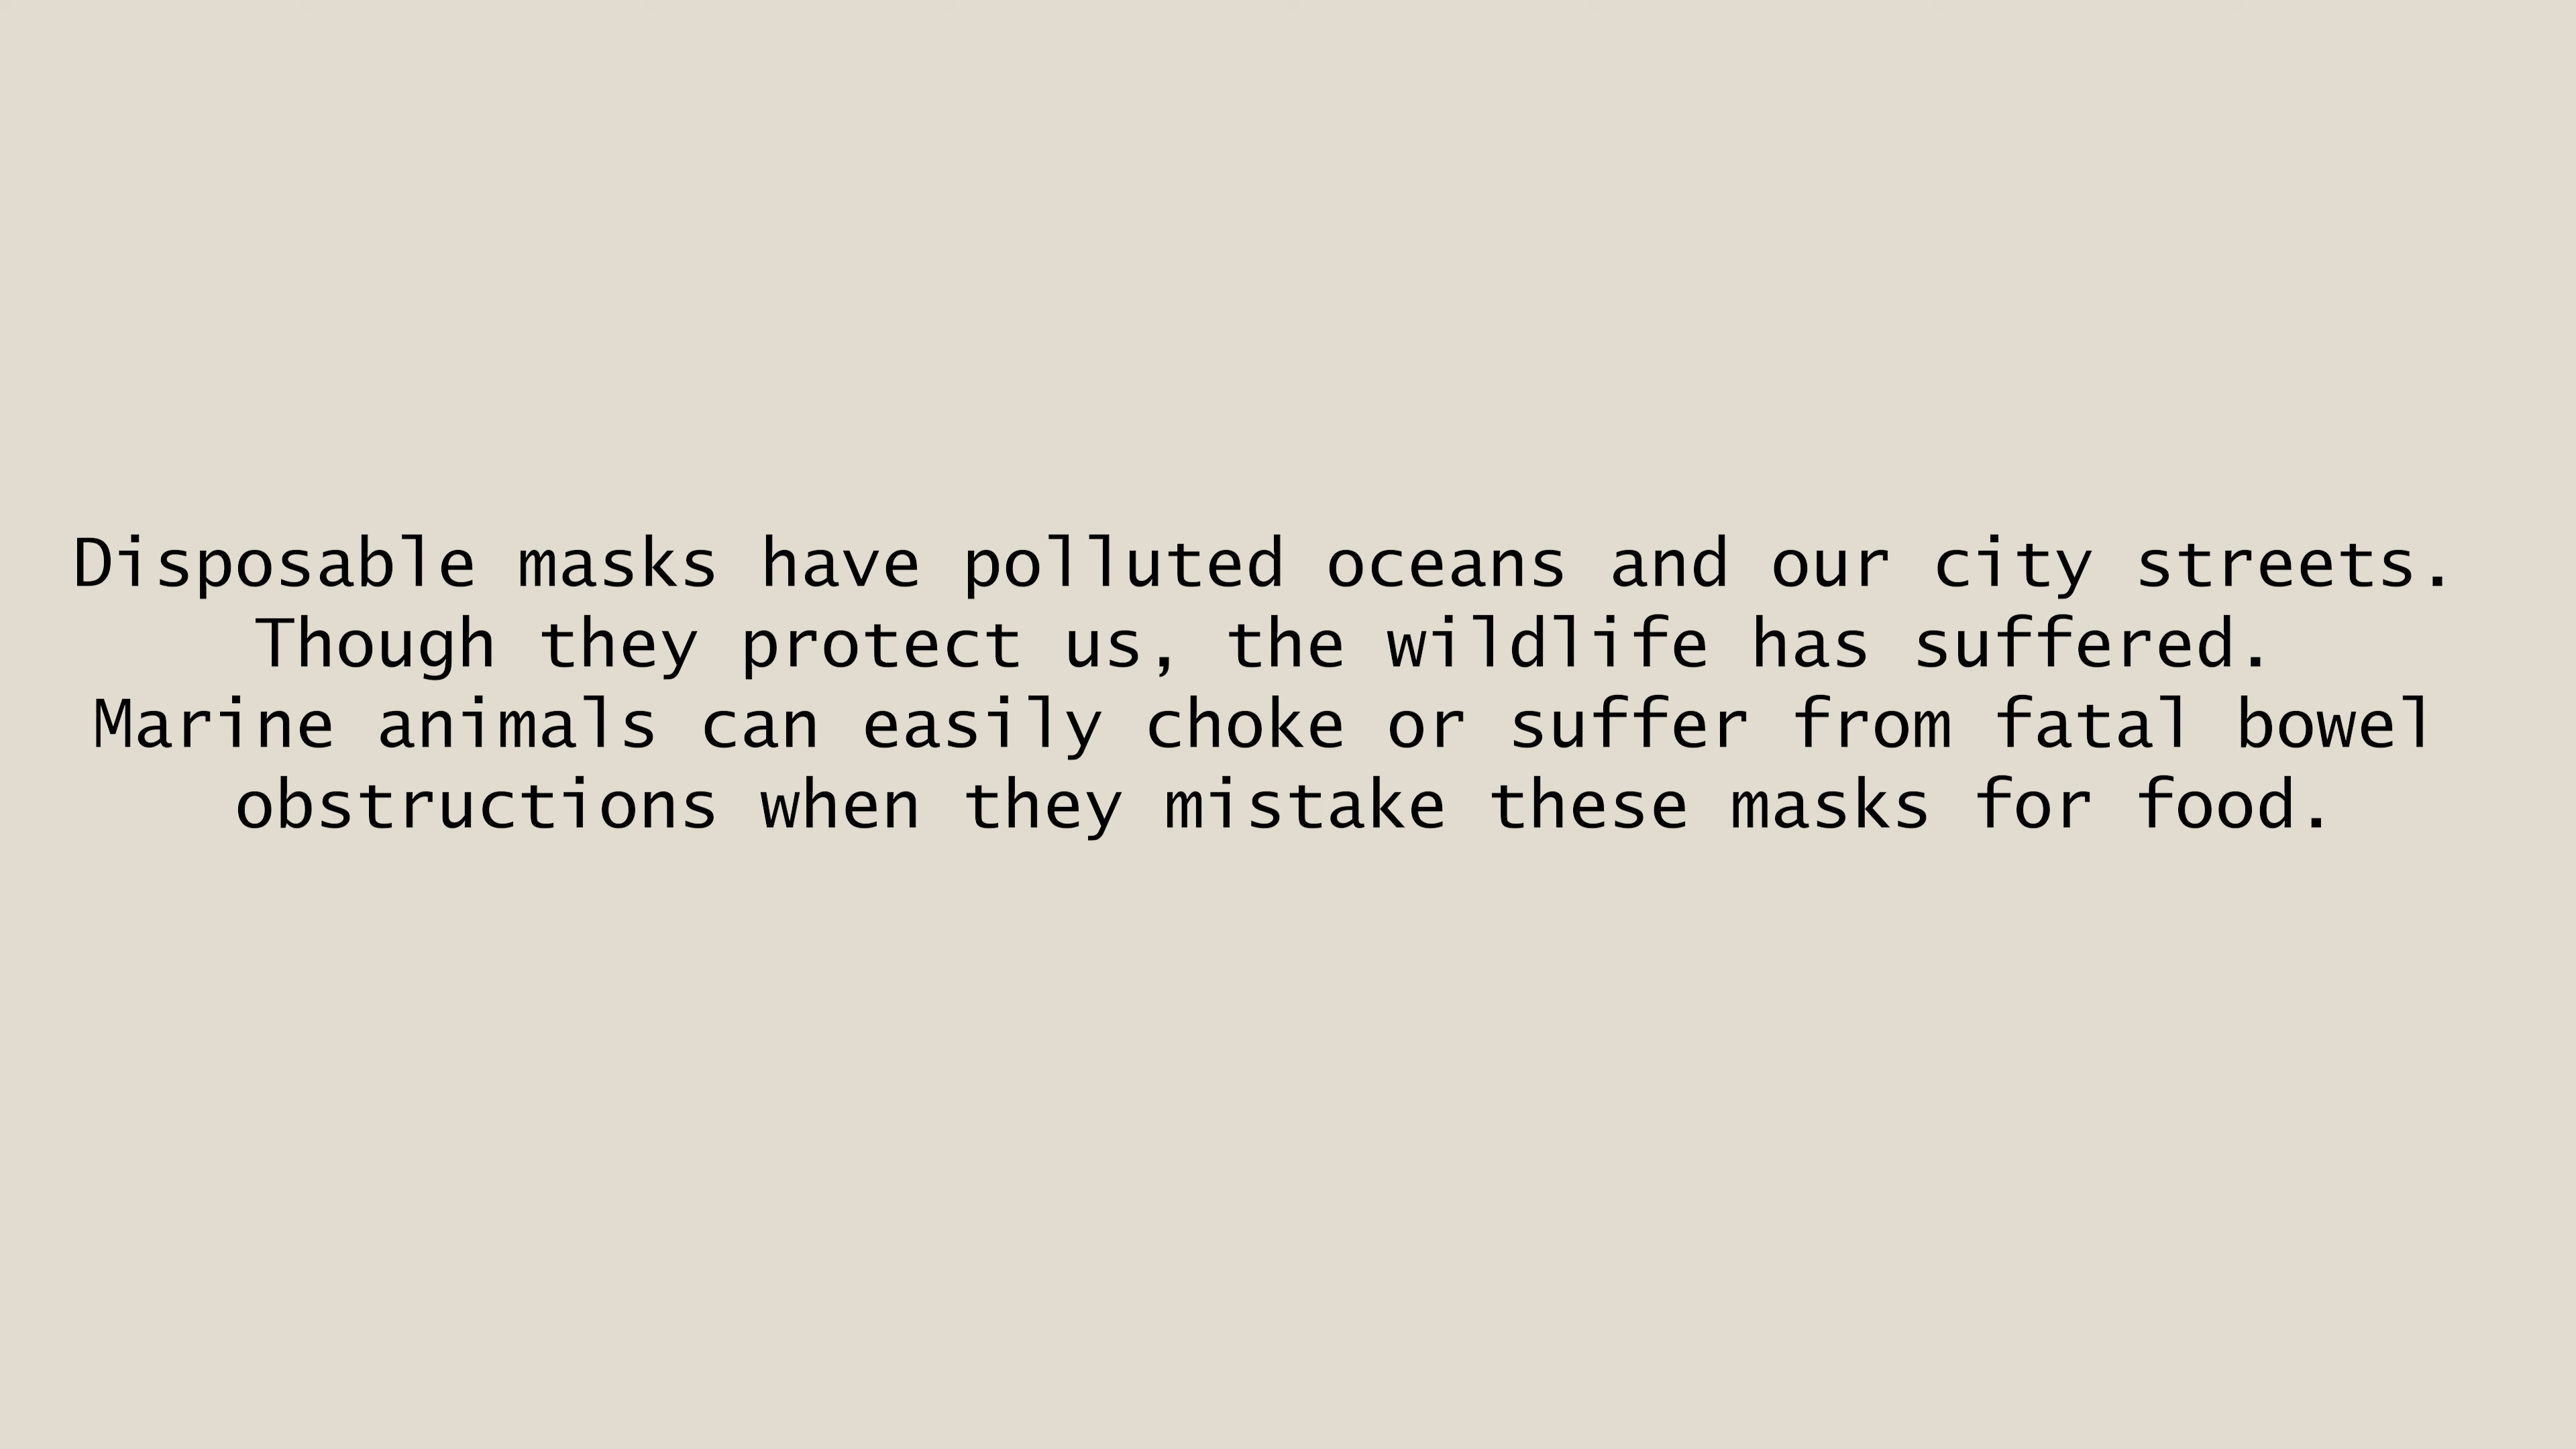 Disposable masks have polluted oceans and our city streets.
Though they protect us, the wildlife has suffered.
Marine animals can easily choke or suffer from fatal bowel
obstructions when they mistake these masks for food.